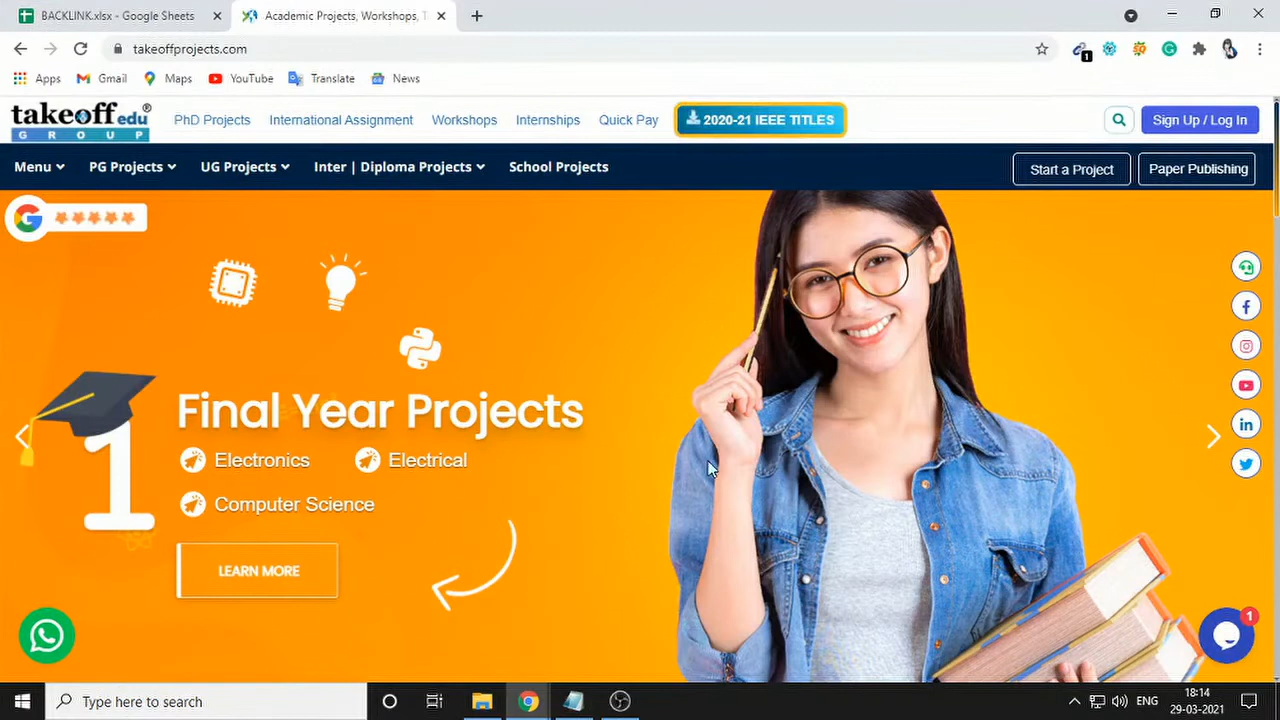 BACKLINK.xlsx - Google Sheets
Academic Projects, Workshops, T
takeoffprojects.com
1
Apps
Gmail
Maps
YouTube
Translate
News
takeoff edu®
GROUP
PhD Projects
International Assignment
Workshops
Internships
Quick Pay
2020-21 IEEE TITLES
Sign Up / Log In
Menu
PG Projects
UG Projects
Inter | Diploma Projects
School Projects
Start a Project
Paper Publishing
1
Final Year Projects
Electronics
Electrical
Computer Science
LEARN MORE
1
Type here to search
ENG
18:14
29-03-2021